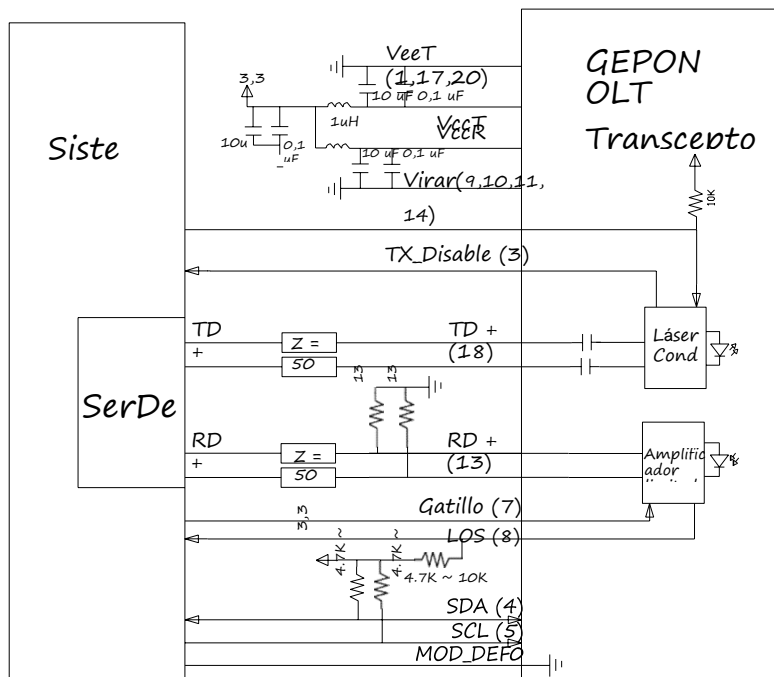 VeeT
(1,17,20)
GEPON
OLT
Transcepto
3,3
10 uF 0,1 uF
1uH
VccT
VccR
10u
0,1
uF
Siste
10 uF 0,1 uF
Virar(9,10,11,
14)
10K
TX_Disable (3)
TD
+
Z =
50
TD +
(18)
Láser
Cond
13
13
SerDe
RD
+
Z =
50
RD +
(13)
Amplific
ador
Gatillo (7)
3,3
LOS (8)
4.7K ~
4.7K ~
4.7K ~ 10K
SDA (4)
SCL (5
MOD_DEF0